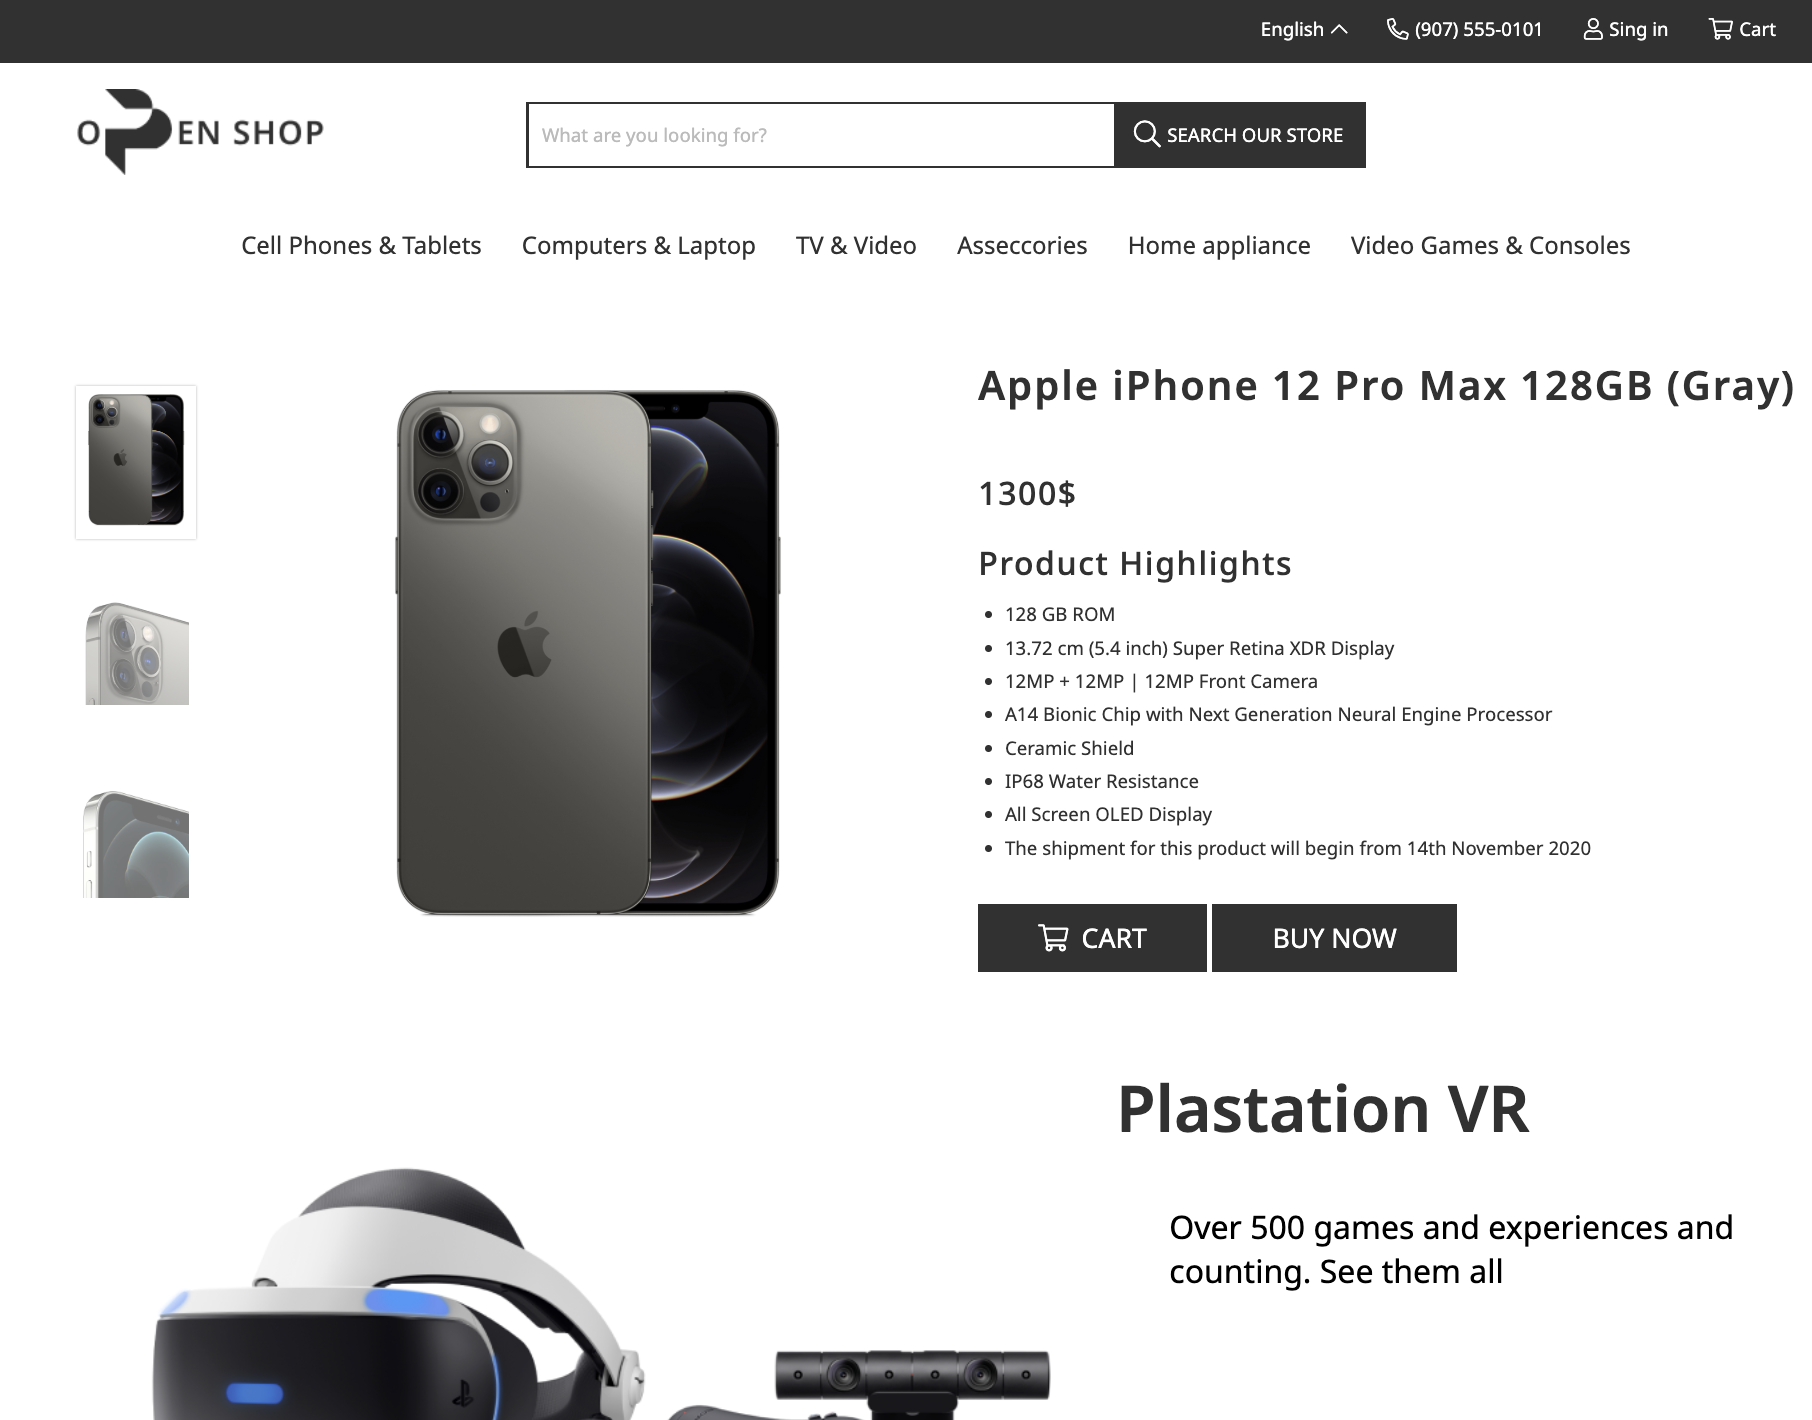 English
(907) 555-0101
Sing in
Cart
OPEN SHOP
What are you looking for?
SEARCH OUR STORE
Cell Phones & Tablets
Computers & Laptop
TV & Video
Asseccories
Home appliance
Video Games & Consoles
Apple iPhone 12 Pro Max 128GB (Gray)
1300$
Product Highlights
128 GB ROM
13.72 cm (5.4 inch) Super Retina XDR Display
12MP + 12MP | 12MP Front Camera
A14 Bionic Chip with Next Generation Neural Engine Processor
Ceramic Shield
IP68 Water Resistance
All Screen OLED Display
The shipment for this product will begin from 14th November 2020
CART
BUY NOW
Plastation VR
Over 500 games and experiences and
counting. See them all